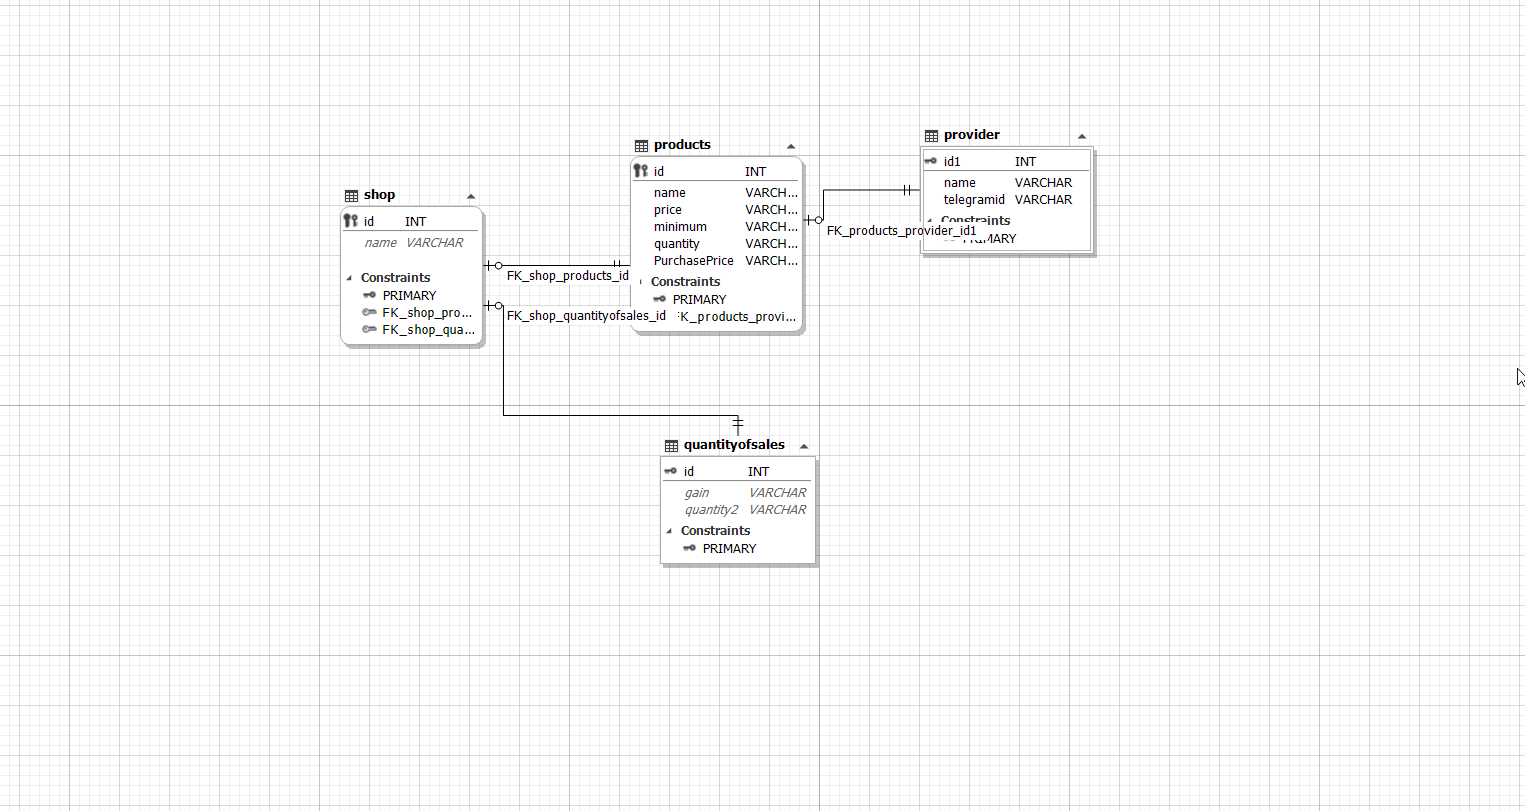 shop
id INT
name VARCHAR
Constraints
PRIMARY
FK_shop_pro...
FK_shop_qua...
FK_shop_products_id
FK_shop_quantityofsales_id
products
id INT
name VARCH...
price VARCH...
minimum VARCH...
quantity VARCH...
PurchasePrice VARCH...
Constraints
PRIMARY
FK_products_provi...
FK_products_provider_id1
provider
id1 INT
name VARCHAR
telegramid VARCHAR
Constraints
PRIMARY
quantityofsales
id INT
gain VARCHAR
quantity2 VARCHAR
Constraints
PRIMARY